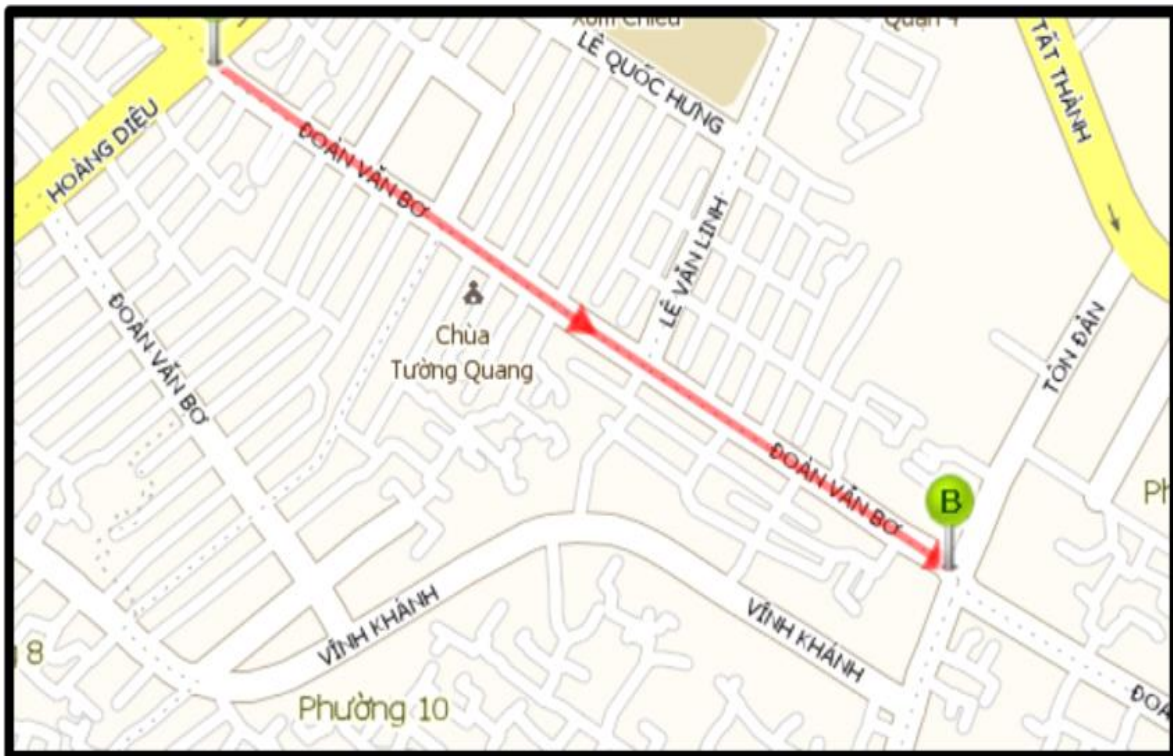 Xóm Chiếu
Quận 4
TẤT THÀNH
LÊ QUỐC HƯNG
HOÀNG DIỆU
ĐOÀN VĂN BƠ
LÊ VĂN LINH
ĐOÀN VĂN BƠ
Chùa
Tường Quang
TÔN ĐẢN
ĐOÀN VĂN BƠ
B
VĨNH KHÁNH
VĨNH KHÁNH
8
Phường 10